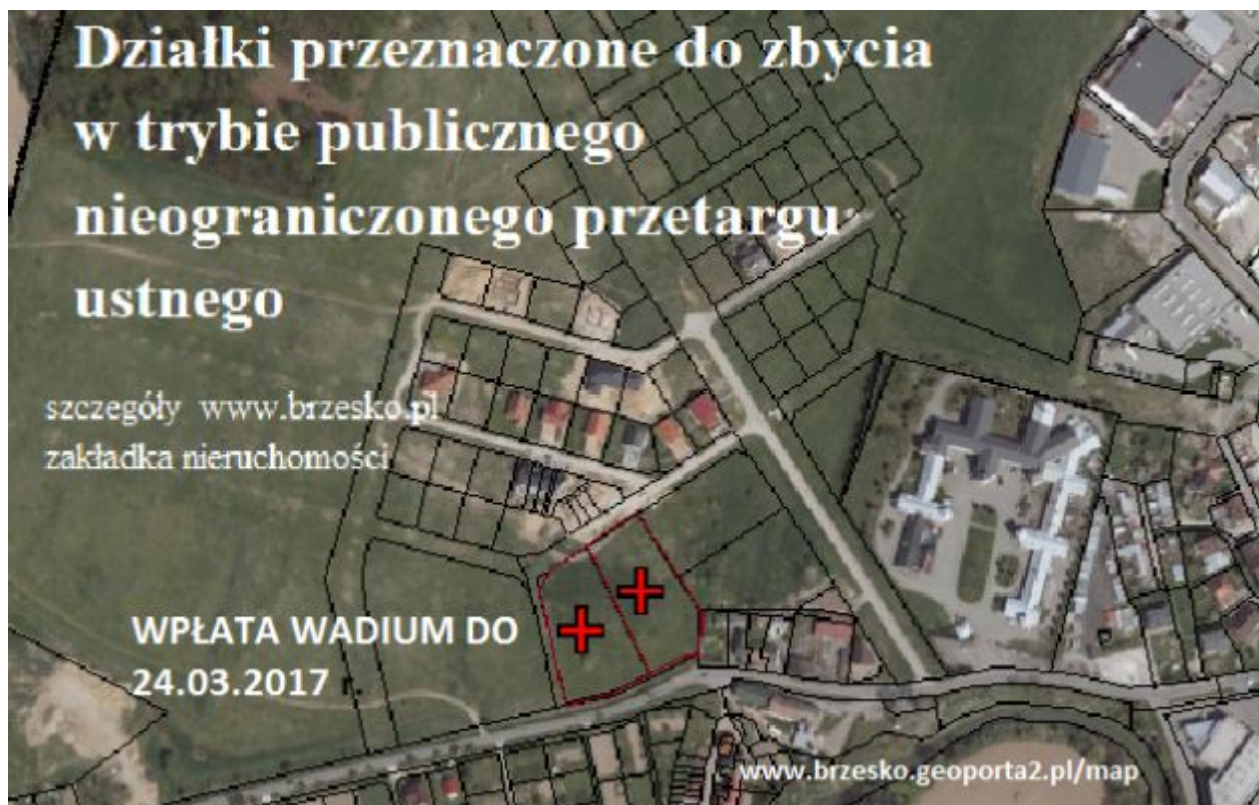 Działki przeznaczone do zbycia
w trybie publicznego
nieograniczonego przetargu
ustnego
szczegóły www.brzesko.pl
zakładka nieruchomości
WPŁATA WADIUM DO
24.03.2017 r.
www.brzesko.geoporta2.pl/map